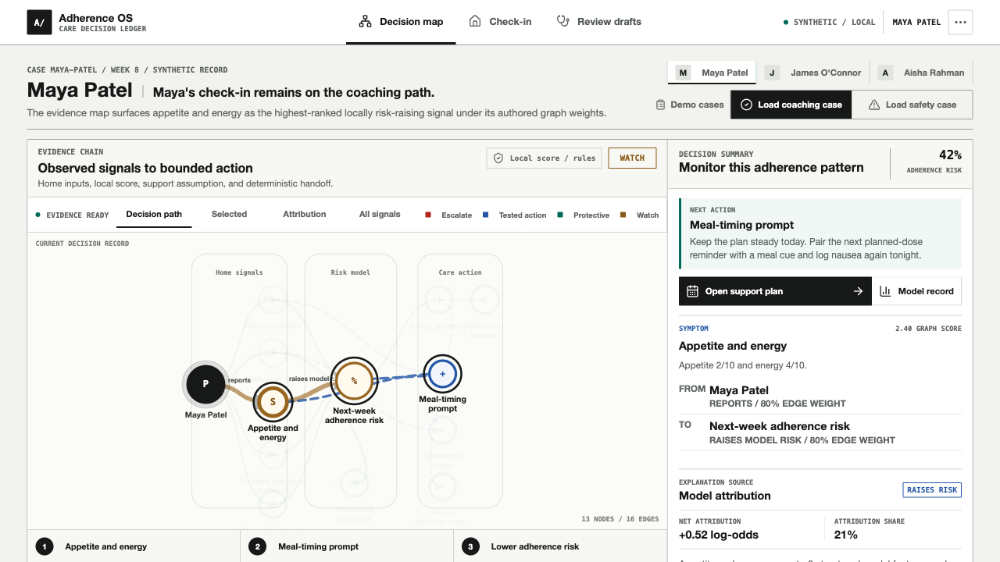 A/
Adherence OS
CARE DECISION LEDGER
Decision map
Check-in
Review drafts
SYNTHETIC / LOCAL
MAYA PATEL
CASE MAYA-PATEL / WEEK 8 / SYNTHETIC RECORD
Maya Patel
Maya's check-in remains on the coaching path.
The evidence map surfaces appetite and energy as the highest-ranked locally risk-raising signal under its authored graph weights.
M Maya Patel
J James O'Connor
A Aisha Rahman
Demo cases
Load coaching case
Load safety case
EVIDENCE CHAIN
Observed signals to bounded action
Home inputs, local score, support assumption, and deterministic handoff.
Local score / rules
WATCH
EVIDENCE READY
Decision path
Selected
Attribution
All signals
Escalate
Tested action
Protective
Watch
CURRENT DECISION RECORD
Home signals
Risk model
Care action
P
reports
S
raises model
%
+
Maya Patel
Appetite and
energy
Next-week
adherence risk
Meal-timing
prompt
13 NODES / 16 EDGES
1 Appetite and energy
2 Meal-timing prompt
3 Lower adherence risk
DECISION SUMMARY
Monitor this adherence pattern
42%
ADHERENCE RISK
NEXT ACTION
Meal-timing prompt
Keep the plan steady today. Pair the next planned-dose
reminder with a meal cue and log nausea again tonight.
Open support plan
Model record
SYMPTOM
2.40 GRAPH SCORE
Appetite and energy
Appetite 2/10 and energy 4/10.
FROM Maya Patel
REPORTS / 80% EDGE WEIGHT
TO Next-week adherence risk
RAISES MODEL RISK / 80% EDGE WEIGHT
EXPLANATION SOURCE
Model attribution
RAISES RISK
NET ATTRIBUTION
+0.52 log-odds
ATTRIBUTION SHARE
21%